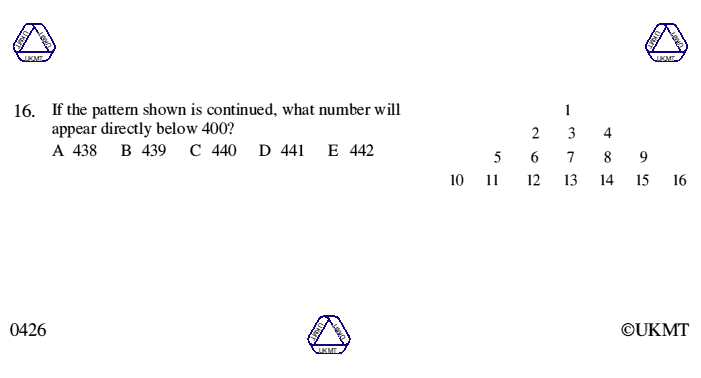 UKMT UKMT UKMT
UKMT UKMT UKMT
16. If the pattern shown is continued, what number will
appear directly below 400?
A 438 B 439 C 440 D 441 E 442
1
2 3 4
5 6 7 8 9
10 11 12 13 14 15 16
0426
UKMT UKMT UKMT
©UKMT